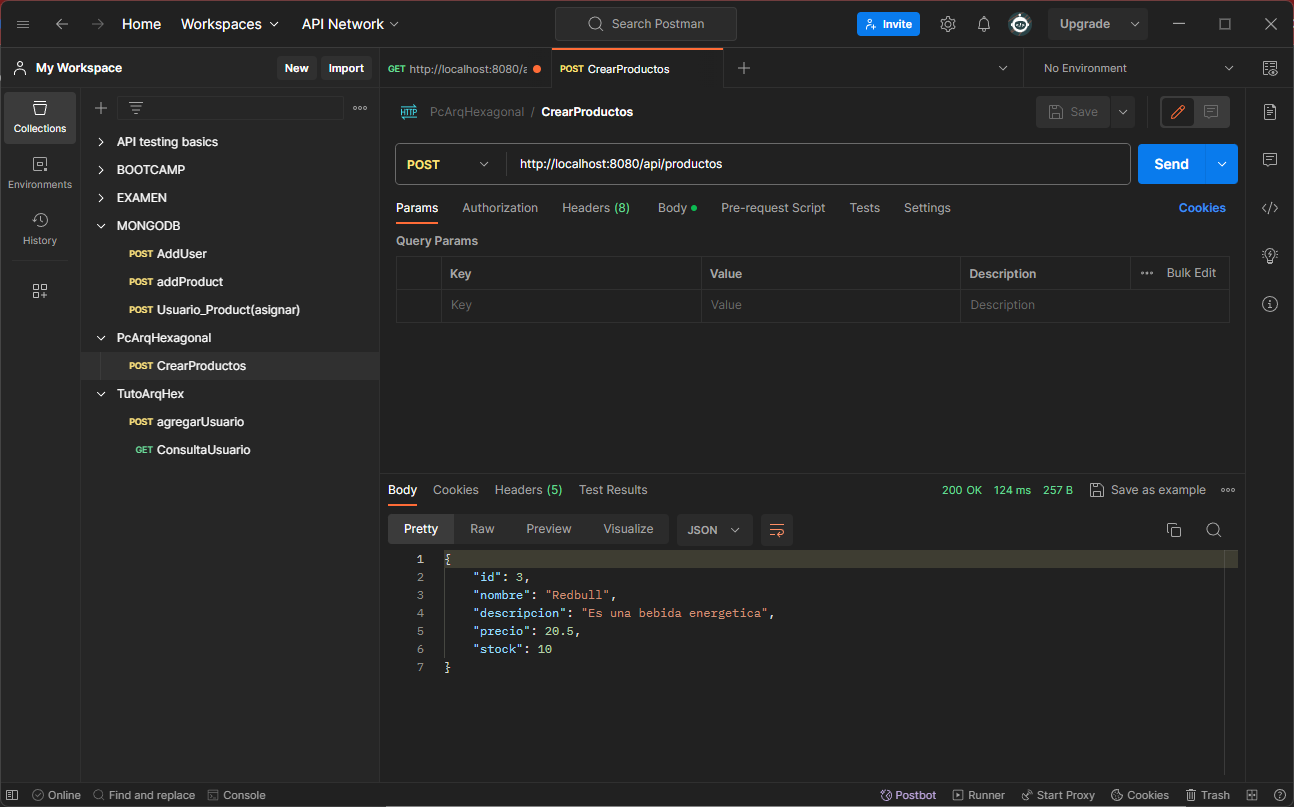 Home Workspaces API Network Search Postman Invite Upgrade
My Workspace New Import GET http://localhost:8080/a POST CrearProductos No Environment
Collections
Environments
History
API testing basics
BOOTCAMP
EXAMEN
MONGODB
POST AddUser
POST addProduct
POST Usuario_Product(asignar)
PcArqHexagonal
POST CrearProductos
TutoArqHex
POST agregarUsuario
GET ConsultaUsuario
HTTP PcArqHexagonal / CrearProductos Save
POST http://localhost:8080/api/productos Send
Params Authorization Headers (8) Body Pre-request Script Tests Settings Cookies
Query Params
Key Value Description Bulk Edit
Key Value Description
Body Cookies Headers (5) Test Results 200 OK 124 ms 257 B Save as example
Pretty Raw Preview Visualize JSON
1 {
2 "id": 3,
3 "nombre": "Redbull",
4 "descripcion": "Es una bebida energetica",
5 "precio": 20.5,
6 "stock": 10
7 }
Online Find and replace Console Postbot Runner Start Proxy Cookies Trash